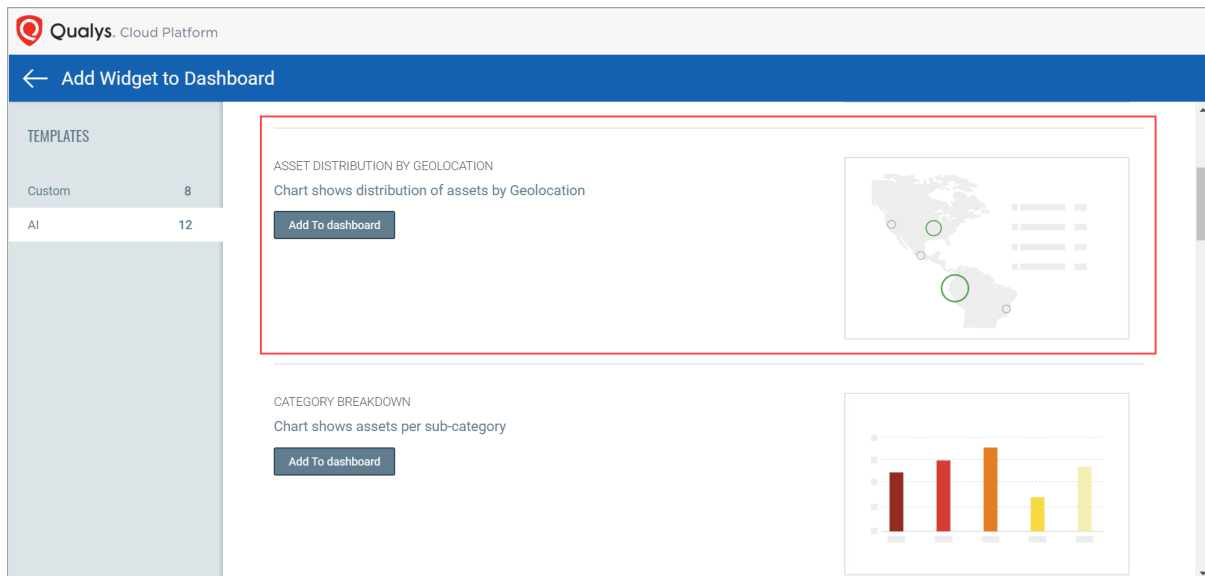 Qualys. Cloud Platform
Add Widget to Dashboard
TEMPLATES
Custom 8
AI 12
ASSET DISTRIBUTION BY GEOLOCATION
Chart shows distribution of assets by Geolocation
Add To dashboard
CATEGORY BREAKDOWN
Chart shows assets per sub-category
Add To dashboard